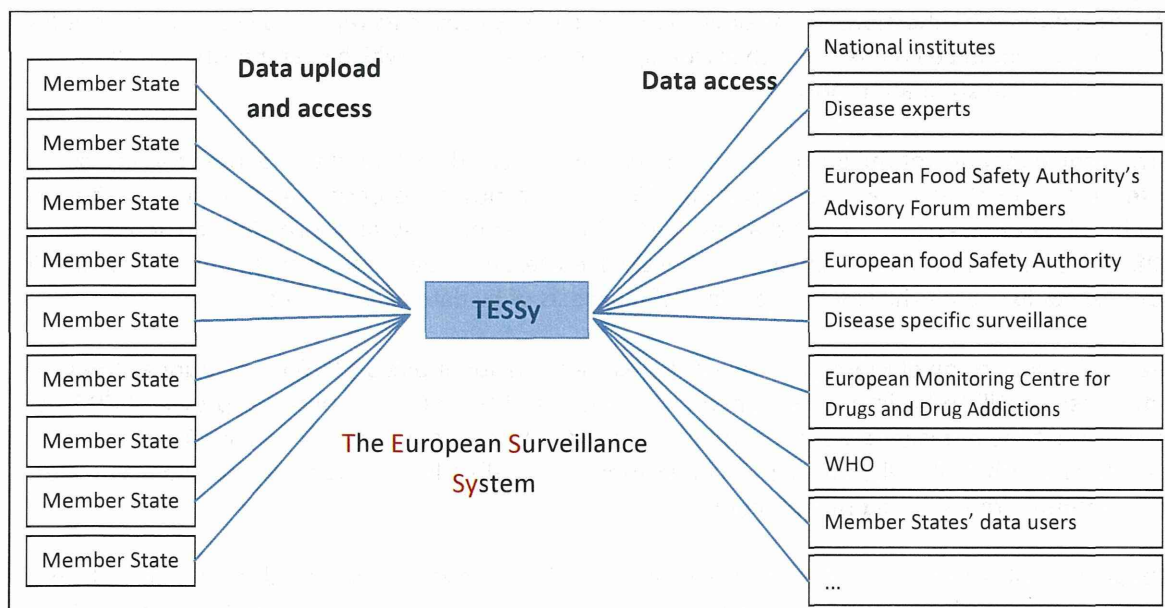 Member State
Member State
Member State
Member State
Member State
Member State
Member State
Member State
Member State
Data upload
and access
TESSy
The European Surveillance
System
Data access
National institutes
Disease experts
European Food Safety Authority's
Advisory Forum members
European food Safety Authority
Disease specific surveillance
European Monitoring Centre for
Drugs and Drug Addictions
WHO
Member States' data users
...